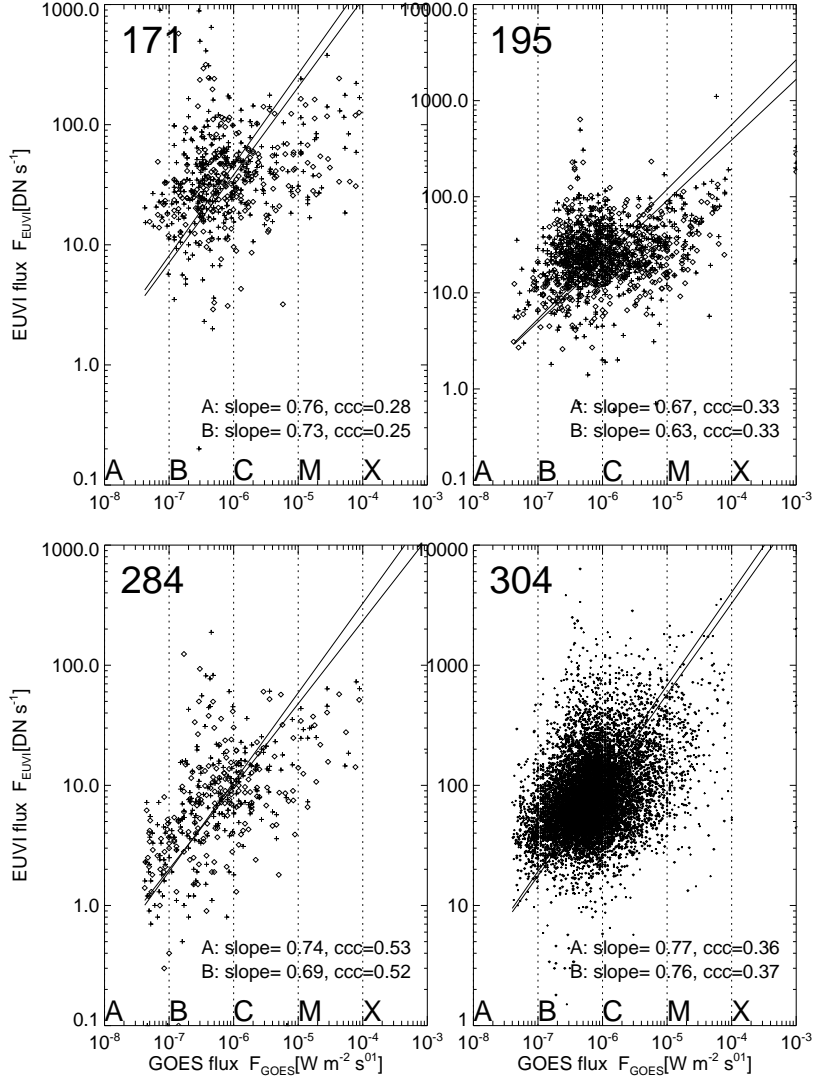 1000.0
100.0
10.0
1.0
0.1
EUVI flux F_EUVI[DN s⁻¹]
171
A: slope= 0.76, ccc=0.28
B: slope= 0.73, ccc=0.25
A B C M X
10⁻⁸ 10⁻⁷ 10⁻⁶ 10⁻⁵ 10⁻⁴ 10⁻³
10000
1000.0
100.0
10.0
1.0
0.1
195
A: slope= 0.67, ccc=0.33
B: slope= 0.63, ccc=0.33
A B C M X
10⁻⁸ 10⁻⁷ 10⁻⁶ 10⁻⁵ 10⁻⁴ 10⁻³
1000.0
100.0
10.0
1.0
0.1
EUVI flux F_EUVI[DN s⁻¹]
284
A: slope= 0.74, ccc=0.53
B: slope= 0.69, ccc=0.52
A B C M X
10⁻⁸ 10⁻⁷ 10⁻⁶ 10⁻⁵ 10⁻⁴ 10⁻³
GOES flux F_GOES[W m⁻² s⁰¹]
10000
1000
100
10
1
304
A: slope= 0.77, ccc=0.36
B: slope= 0.76, ccc=0.37
A B C M X
10⁻⁸ 10⁻⁷ 10⁻⁶ 10⁻⁵ 10⁻⁴ 10⁻³
GOES flux F_GOES[W m⁻² s⁰¹]